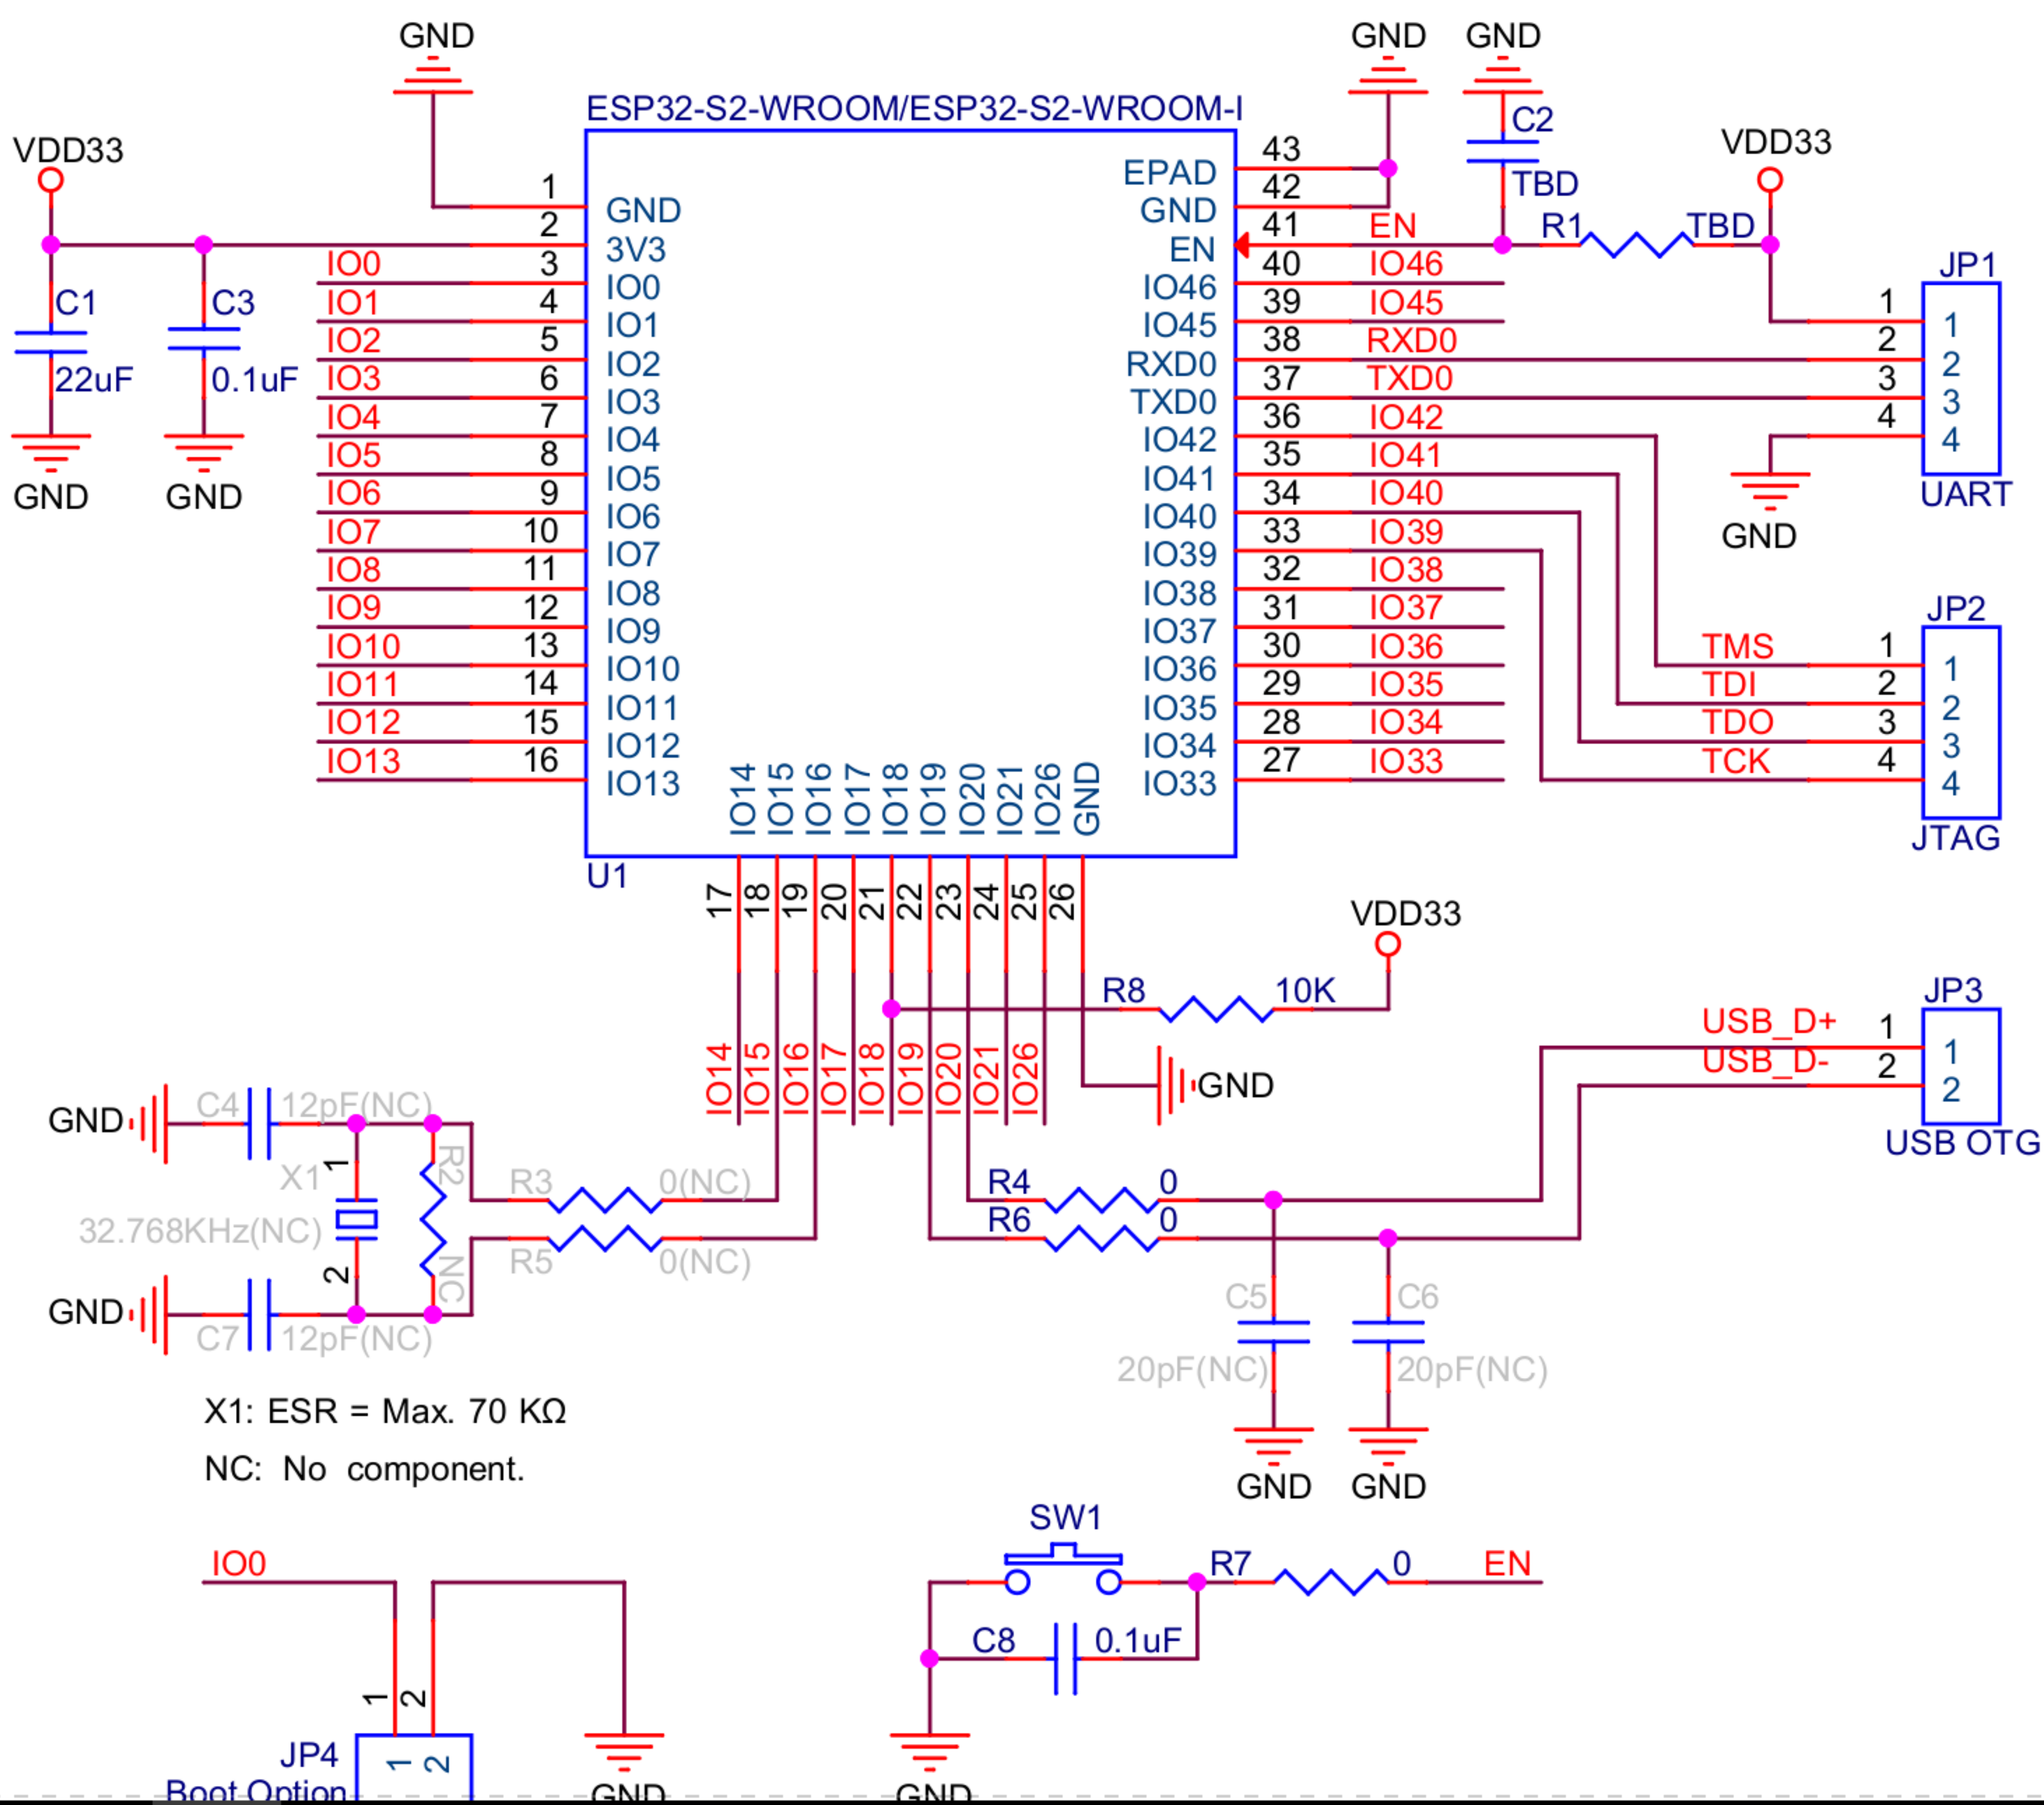 GND
GND
GND
ESP32-S2-WROOM/ESP32-S2-WROOM-I
C2
TBD
VDD33
VDD33
1
GND
2
3V3
IO0
3
IO0
IO1
4
IO1
IO2
5
IO2
IO3
6
IO3
IO4
7
IO4
IO5
8
IO5
IO6
9
IO6
IO7
10
IO7
IO8
11
IO8
IO9
12
IO9
IO10
13
IO10
IO11
14
IO11
IO12
15
IO12
IO13
16
IO13
C1
22uF
GND
C3
0.1uF
GND
43
EPAD
42
GND
41
EN
EN
R1
TBD
40
IO46
IO46
39
IO45
IO45
38
RXD0
RXD0
37
TXD0
TXD0
36
IO42
IO42
35
IO41
IO41
34
IO40
IO40
33
IO39
IO39
32
IO38
IO38
31
IO37
IO37
30
IO36
IO36
29
IO35
IO35
28
IO34
IO34
27
IO33
IO33
JP1
1
1
2
2
3
3
4
4
UART
GND
JP2
TMS
1
1
TDI
2
2
TDO
3
3
TCK
4
4
JTAG
IO14
IO15
IO16
IO17
IO18
IO19
IO20
IO21
IO26
GND
U1
17
18
19
20
21
22
23
24
25
26
VDD33
R8
10K
IO14
IO15
IO16
IO17
IO18
IO19
IO20
IO21
IO26
GND
JP3
USB_D+
1
1
USB_D-
2
2
USB OTG
GND
C4
12pF(NC)
X1
1
32.768KHz(NC)
2
R2
NC
R3
0(NC)
R5
0(NC)
GND
C7
12pF(NC)
R4
0
R6
0
C5
20pF(NC)
GND
C6
20pF(NC)
GND
X1: ESR = Max. 70 KΩ
NC: No component.
SW1
IO0
R7
0
EN
C8
0.1uF
1
2
JP4
1
2
Boot Option
GND
GND